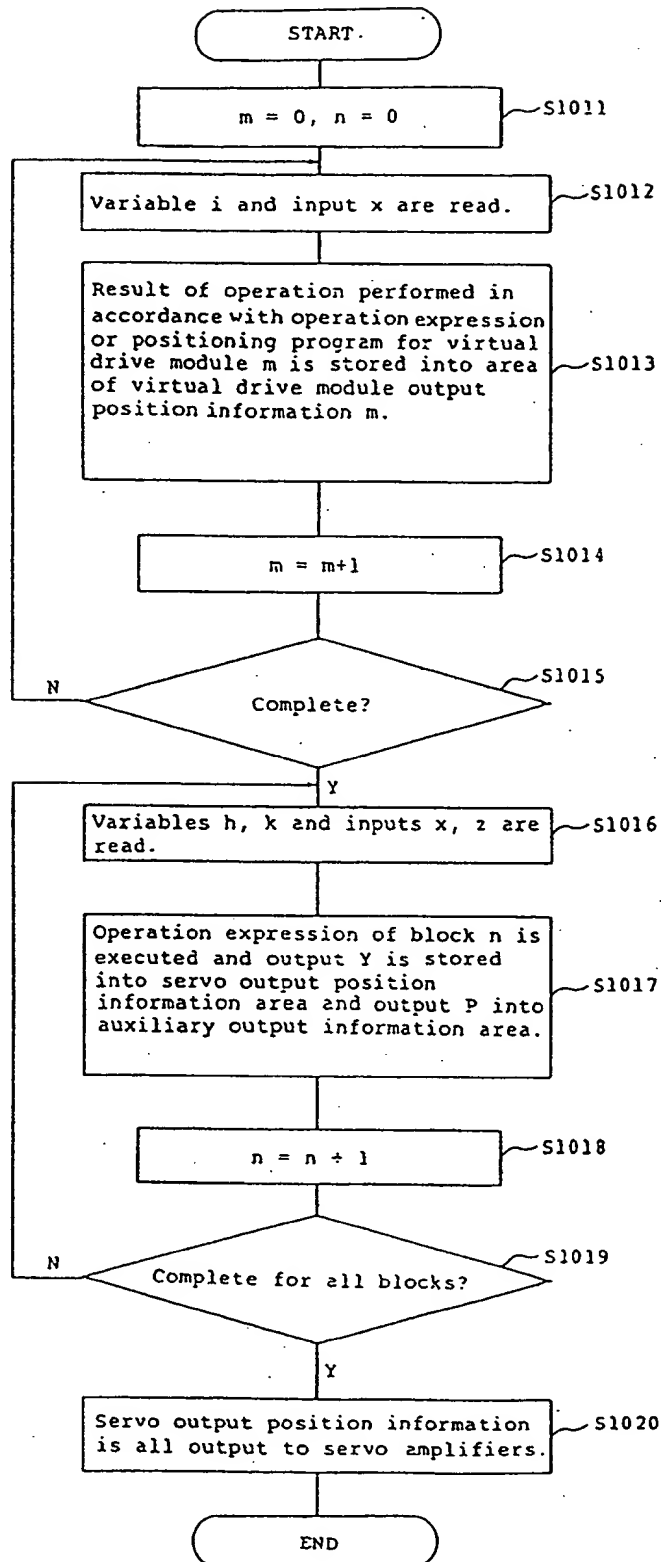 START.
m = 0, n = 0
S1011
Variable i and input x are read.
S1012
Result of operation performed in
accordance with operation expression
or positioning program for virtual
drive module m is stored into area
of virtual drive module output
position information m.
S1013
m = m+1
S1014
Complete?
S1015
N
Y
Variables h, k and inputs x, z are
read.
S1016
Operation expression of block n is
executed and output Y is stored
into servo output position
information area and output P into
auxiliary output information area.
S1017
n = n ÷ 1
S1018
Complete for all blocks?
S1019
N
Y
Servo output position information
is all output to servo amplifiers.
S1020
END